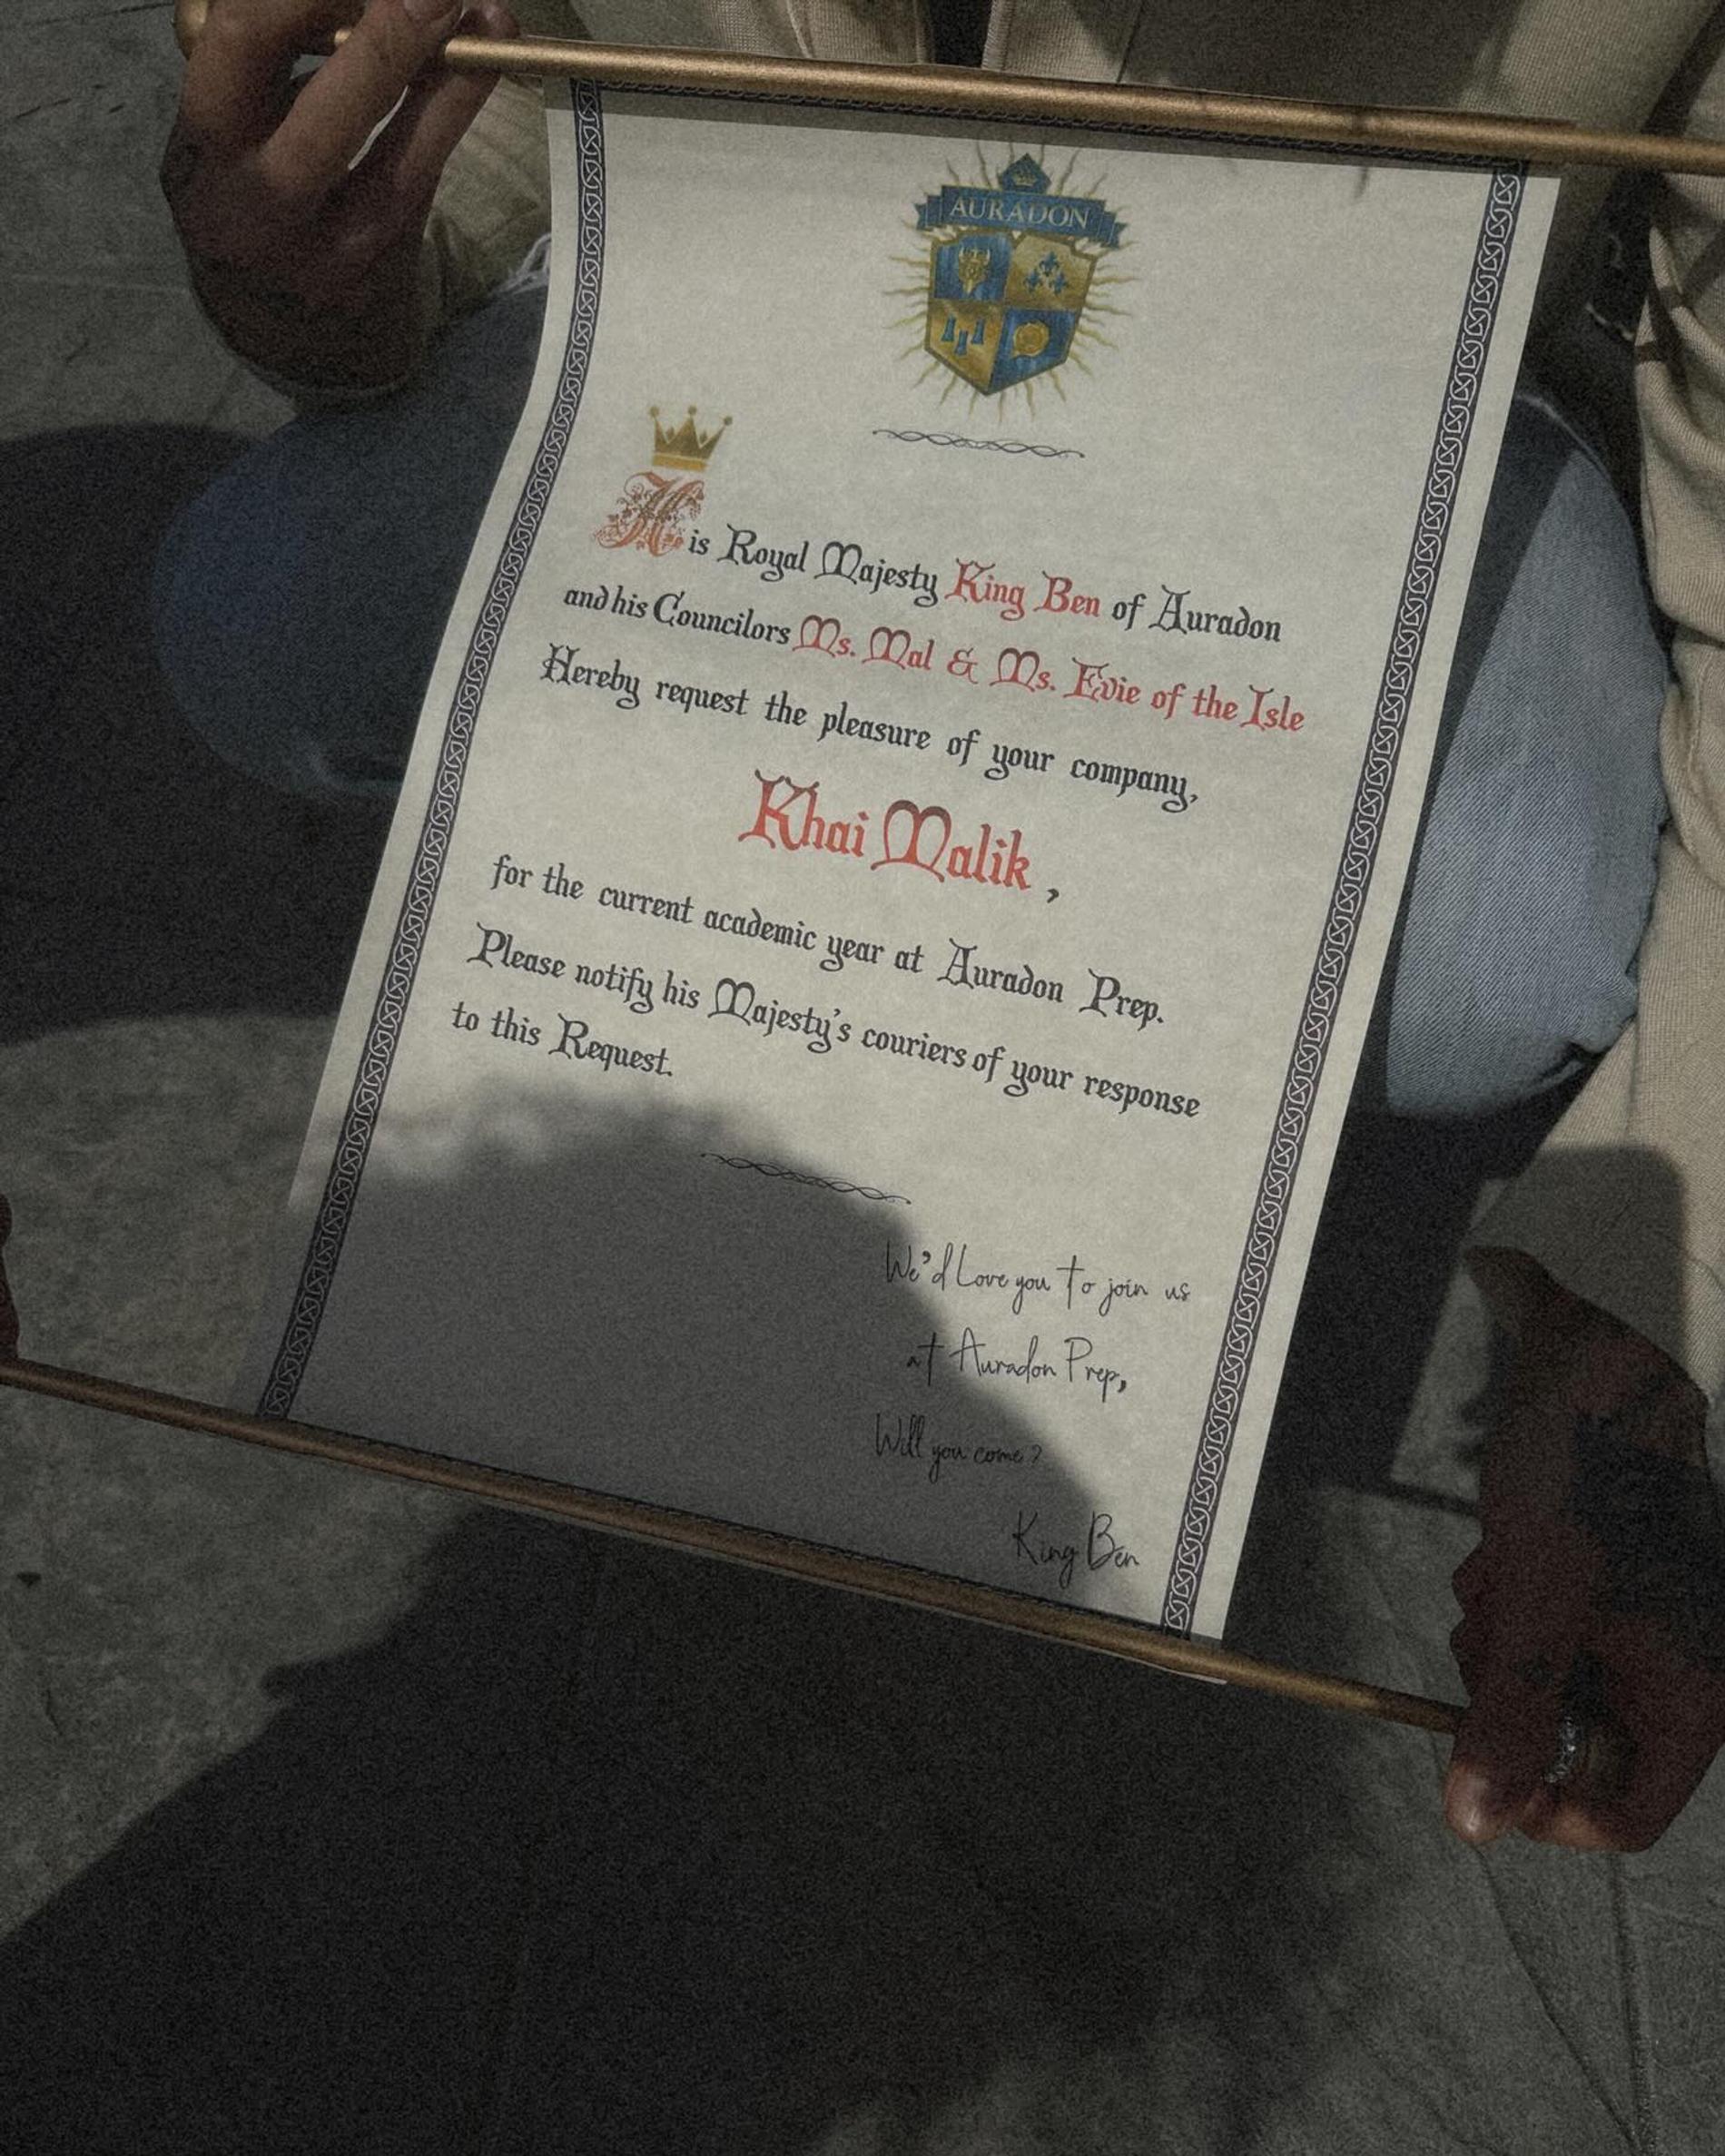 AURADON
His Royal Majesty King Ben of Auradon
and his Councilors Ms. Mal & Ms. Evie of the Isle
Hereby request the pleasure of your company,
Khai Malik ,
for the current academic year at Auradon Prep.
Please notify his Majesty's couriers of your response
to this Request.
We'd Love you to join us
at Auradon Prep,
Will you come?
King Ben